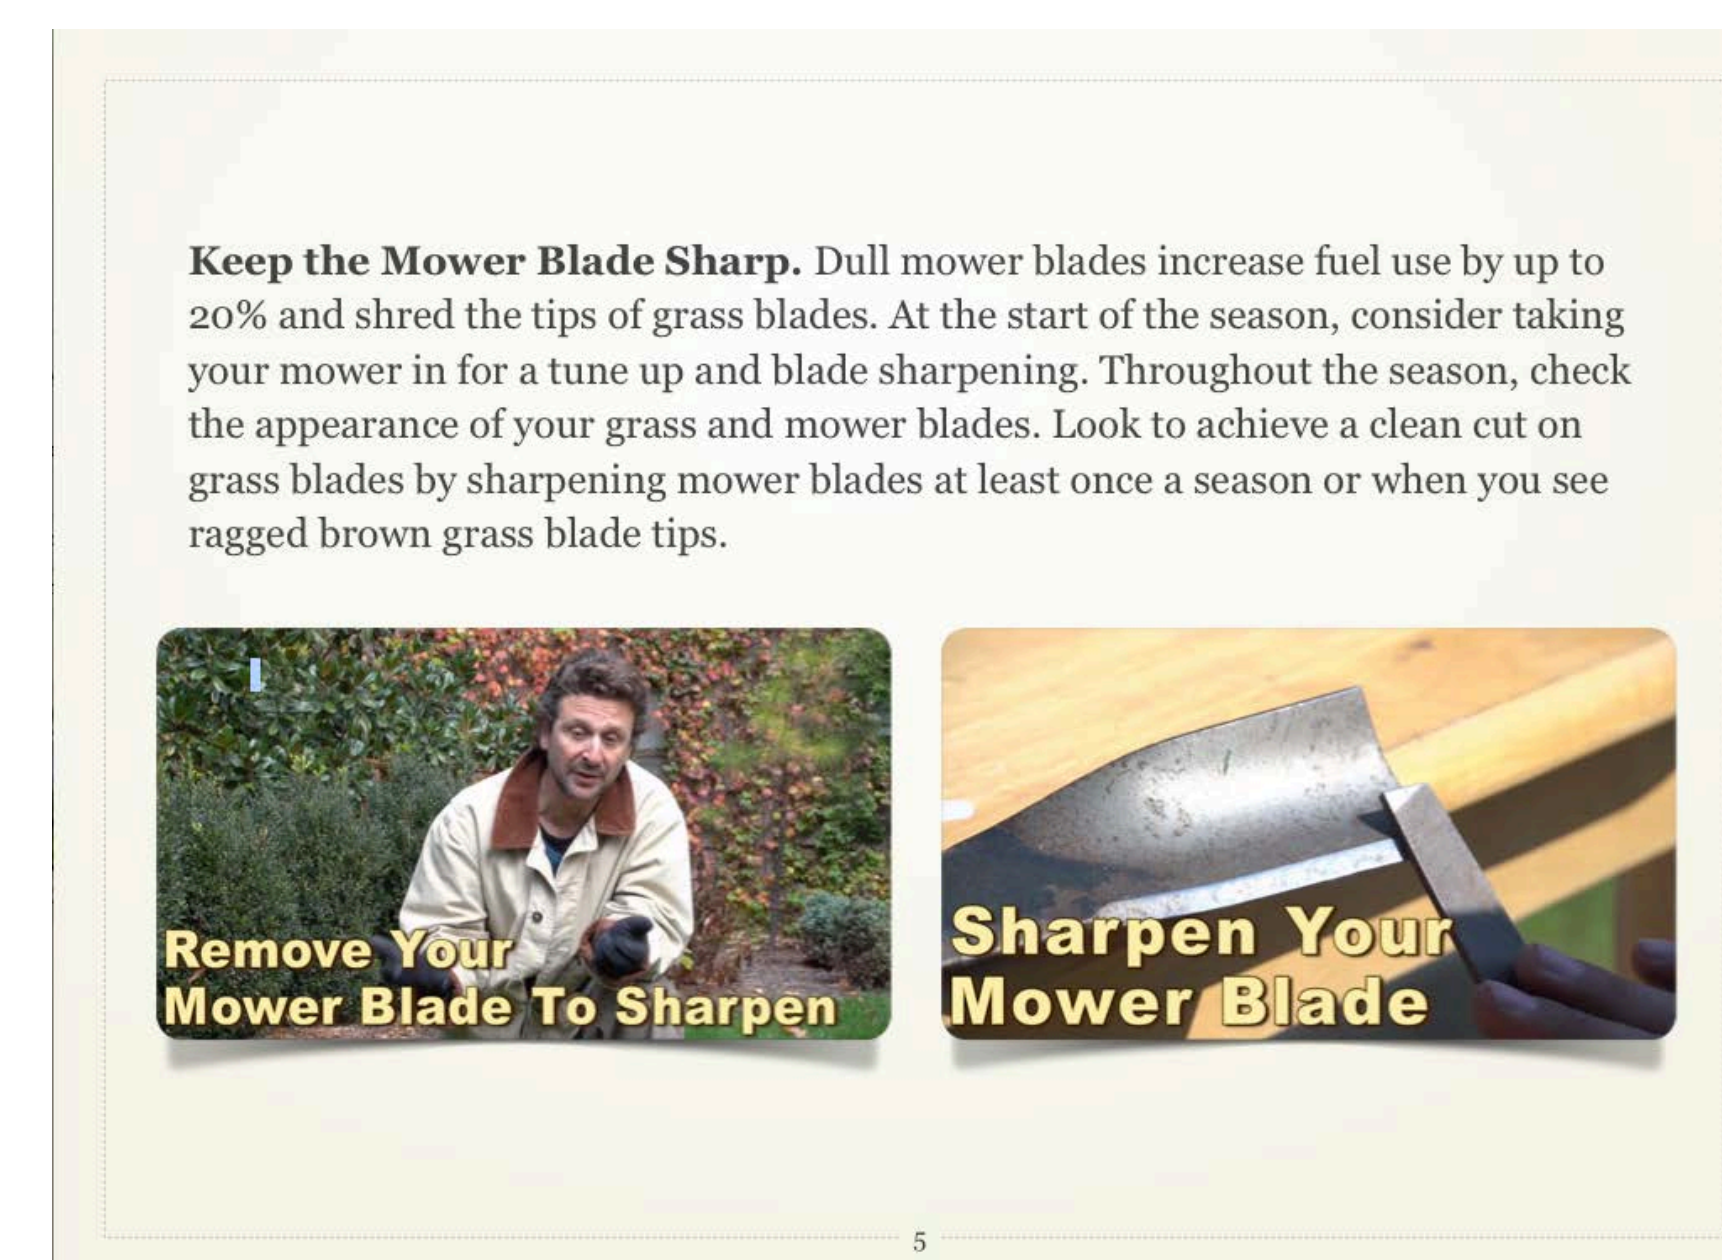 Keep the Mower Blade Sharp. Dull mower blades increase fuel use by up to
20% and shred the tips of grass blades. At the start of the season, consider taking
your mower in for a tune up and blade sharpening. Throughout the season, check
the appearance of your grass and mower blades. Look to achieve a clean cut on
grass blades by sharpening mower blades at least once a season or when you see
ragged brown grass blade tips.
Remove Your
Mower Blade To Sharpen
Sharpen Your
Mower Blade
5